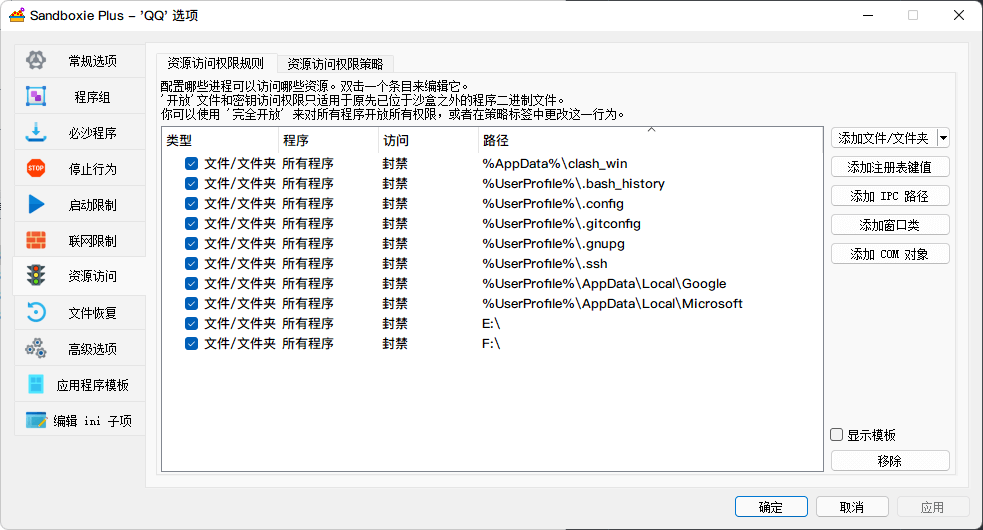 Sandboxie Plus - 'QQ' 选项
常规选项
程序组
必沙程序
停止行为
启动限制
联网限制
资源访问
文件恢复
高级选项
应用程序模板
编辑 ini 子项
资源访问权限规则 资源访问权限策略
配置哪些进程可以访问哪些资源。双击一个条目来编辑它。
'开放'文件和密钥访问权限只适用于原先已位于沙盒之外的程序二进制文件。
你可以使用 '完全开放' 来对所有程序开放所有权限，或者在策略标签中更改这一行为。
类型 程序 访问 路径
文件/文件夹 所有程序 封禁 %AppData%\clash_win
文件/文件夹 所有程序 封禁 %UserProfile%\.bash_history
文件/文件夹 所有程序 封禁 %UserProfile%\.config
文件/文件夹 所有程序 封禁 %UserProfile%\.gitconfig
文件/文件夹 所有程序 封禁 %UserProfile%\.gnupg
文件/文件夹 所有程序 封禁 %UserProfile%\.ssh
文件/文件夹 所有程序 封禁 %UserProfile%\AppData\Local\Google
文件/文件夹 所有程序 封禁 %UserProfile%\AppData\Local\Microsoft
文件/文件夹 所有程序 封禁 E:\
文件/文件夹 所有程序 封禁 F:\
添加文件/文件夹
添加注册表键值
添加 IPC 路径
添加窗口类
添加 COM 对象
显示模板
移除
确定 取消 应用